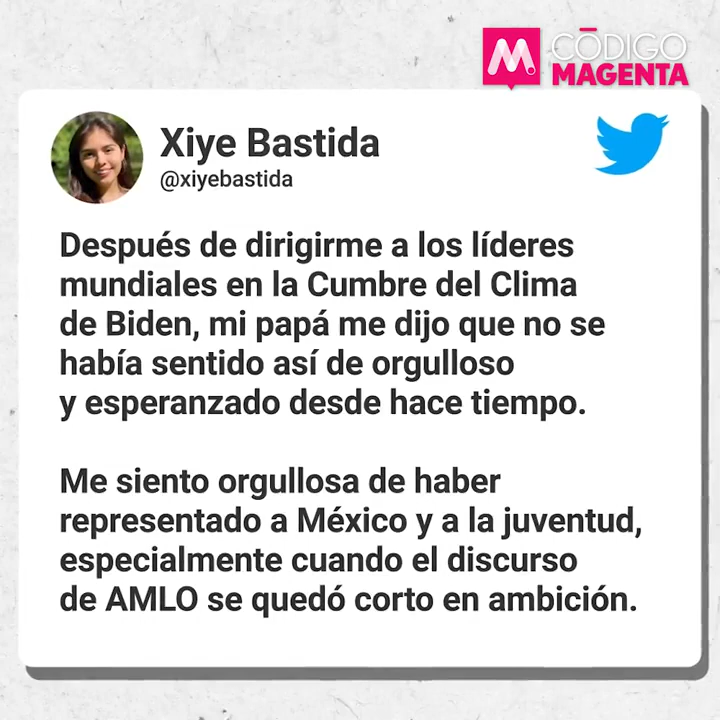 CÓDIGO
MAGENTA
Xiye Bastida
@xiyebastida
Después de dirigirme a los líderes
mundiales en la Cumbre del Clima
de Biden, mi papá me dijo que no se
había sentido así de orgulloso
y esperanzado desde hace tiempo.
Me siento orgullosa de haber
representado a México y a la juventud,
especialmente cuando el discurso
de AMLO se quedó corto en ambición.